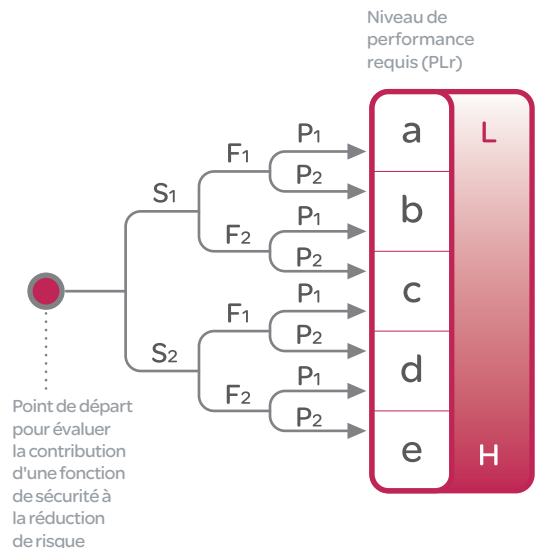 Niveau de
performance
requis (PLr)
P1
a
L
F1
P2
S1
P1
b
F2
P2
c
P1
F1
P2
S2
d
P1
F2
P2
e
H
Point de départ
pour évaluer
la contribution
d'une fonction
de sécurité à
la réduction
de risque